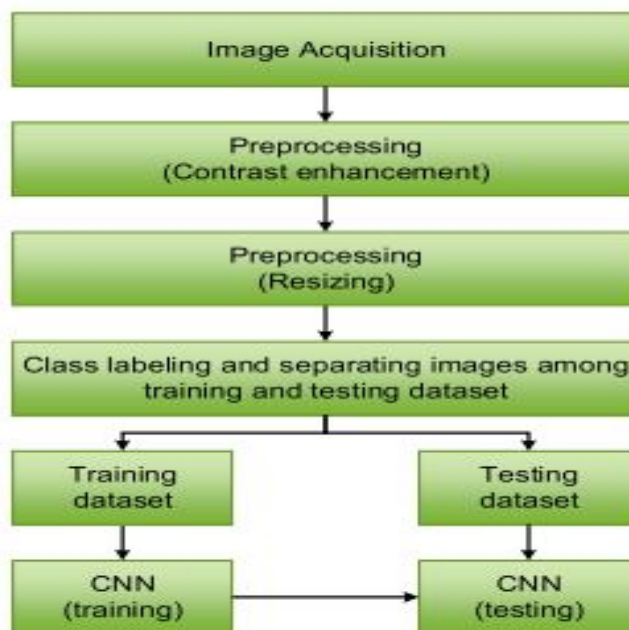 Image Acquisition
Preprocessing
(Contrast enhancement)
Preprocessing
(Resizing)
Class labeling and separating images among
training and testing dataset
Training
dataset
Testing
dataset
CNN
(training)
CNN
(testing)